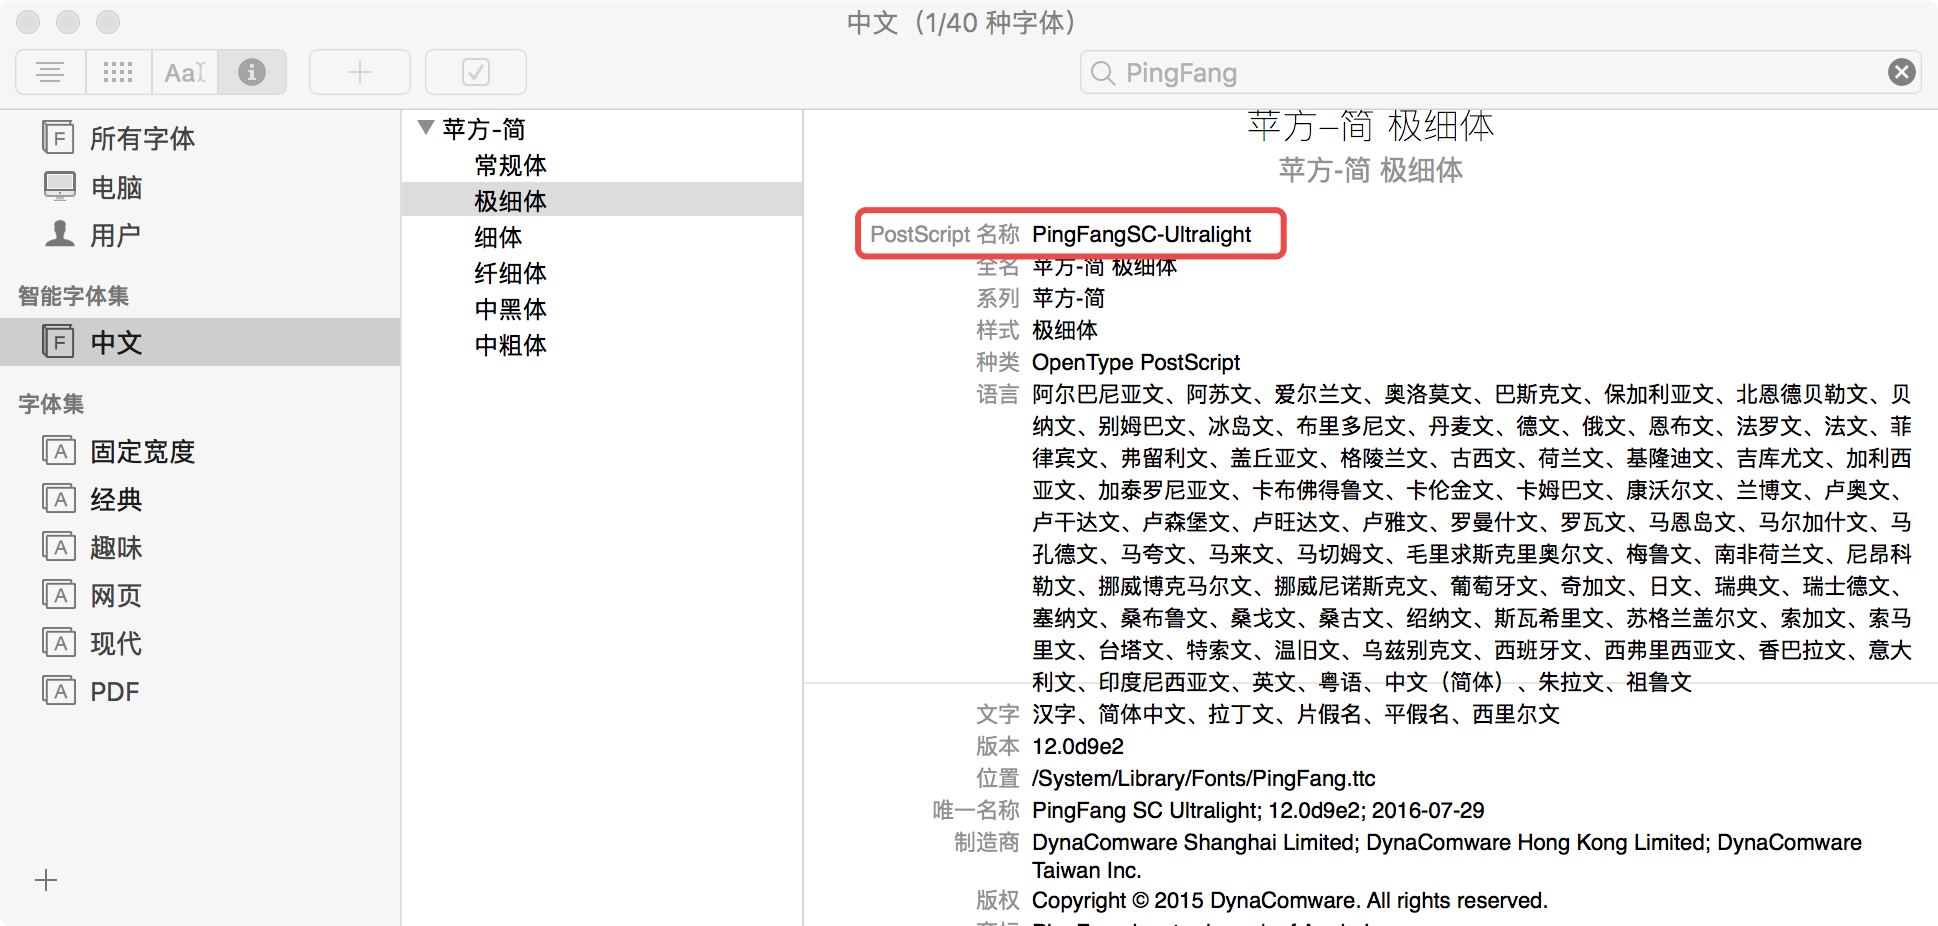 中文（1/40 种字体）
Aa
PingFang
F 所有字体
电脑
用户
智能字体集
F 中文
字体集
A 固定宽度
A 经典
A 趣味
A 网页
A 现代
A PDF
苹方-简
常规体
极细体
细体
纤细体
中黑体
中粗体
苹方–简 极细体
苹方-简 极细体
PostScript 名称 PingFangSC-Ultralight
全名 苹方-简 极细体
系列 苹方-简
样式 极细体
种类 OpenType PostScript
语言 阿尔巴尼亚文、阿苏文、爱尔兰文、奥洛莫文、巴斯克文、保加利亚文、北恩德贝勒文、贝
纳文、别姆巴文、冰岛文、布里多尼文、丹麦文、德文、俄文、恩布文、法罗文、法文、菲
律宾文、弗留利文、盖丘亚文、格陵兰文、古西文、荷兰文、基隆迪文、吉库尤文、加利西
亚文、加泰罗尼亚文、卡布佛得鲁文、卡伦金文、卡姆巴文、康沃尔文、兰博文、卢奥文、
卢干达文、卢森堡文、卢旺达文、卢雅文、罗曼什文、罗瓦文、马恩岛文、马尔加什文、马
孔德文、马夸文、马来文、马切姆文、毛里求斯克里奥尔文、梅鲁文、南非荷兰文、尼昂科
勒文、挪威博克马尔文、挪威尼诺斯克文、葡萄牙文、奇加文、日文、瑞典文、瑞士德文、
塞纳文、桑布鲁文、桑戈文、桑古文、绍纳文、斯瓦希里文、苏格兰盖尔文、索加文、索马
里文、台塔文、特索文、温旧文、乌兹别克文、西班牙文、西弗里西亚文、香巴拉文、意大
利文、印度尼西亚文、英文、粤语、中文（简体）、朱拉文、祖鲁文
文字 汉字、简体中文、拉丁文、片假名、平假名、西里尔文
版本 12.0d9e2
位置 /System/Library/Fonts/PingFang.ttc
唯一名称 PingFang SC Ultralight; 12.0d9e2; 2016-07-29
制造商 DynaComware Shanghai Limited; DynaComware Hong Kong Limited; DynaComware
Taiwan Inc.
版权 Copyright © 2015 DynaComware. All rights reserved.